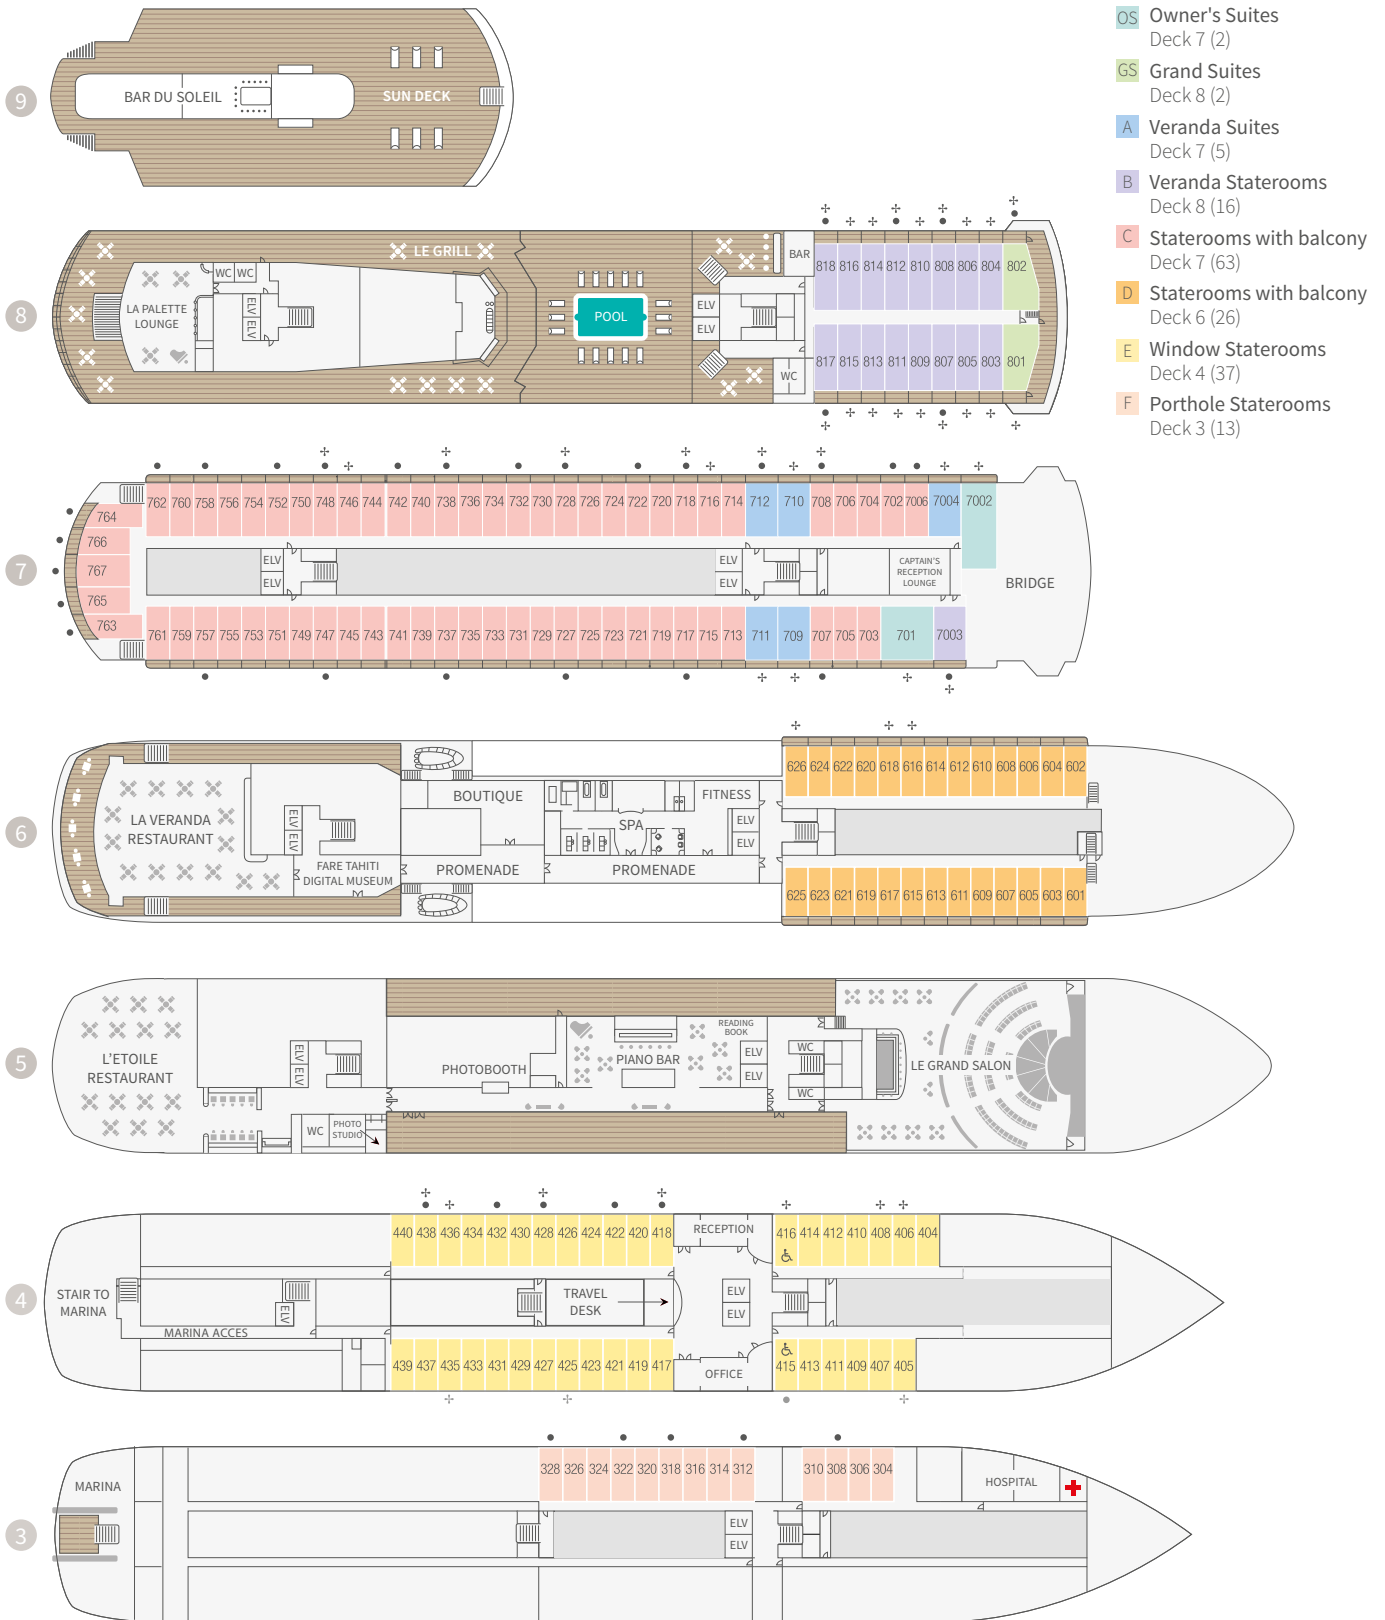 OS Owner's Suites
Deck 7 (2)
GS Grand Suites
Deck 8 (2)
A Veranda Suites
Deck 7 (5)
B Veranda Staterooms
Deck 8 (16)
C Staterooms with balcony
Deck 7 (63)
D Staterooms with balcony
Deck 6 (26)
E Window Staterooms
Deck 4 (37)
F Porthole Staterooms
Deck 3 (13)
9
BAR DU SOLEIL
SUN DECK
8
LE GRILL
WC WC
LA PALETTE
LOUNGE
ELV
ELV
POOL
BAR
ELV
ELV
WC
818 816 814 812 810 808 806 804 802
817 815 813 811 809 807 805 803 801
7
762 760 758 756 754 752 750 748 746 744 742 740 738 736 734 732 730 728 726 724 722 720 718 716 714 712 710 708 706 704 702 7006 7004 7002
764
766
767
765
763
ELV
ELV
ELV
ELV
CAPTAIN'S
RECEPTION
LOUNGE
BRIDGE
761 759 757 755 753 751 749 747 745 743 741 739 737 735 733 731 729 727 725 723 721 719 717 715 713 711 709 707 705 703 701 7003
6
LA VERANDA
RESTAURANT
ELV
ELV
FARE TAHITI
DIGITAL MUSEUM
BOUTIQUE
PROMENADE
SPA
FITNESS
PROMENADE
ELV
ELV
626 624 622 620 618 616 614 612 610 608 606 604 602
625 623 621 619 617 615 613 611 609 607 605 603 601
5
L'ETOILE
RESTAURANT
ELV
ELV
WC
PHOTO
STUDIO
PHOTOBOOTH
PIANO BAR
READING
BOOK
ELV
ELV
WC
WC
LE GRAND SALON
4
STAIR TO
MARINA
MARINA ACCES
ELV
440 438 436 434 432 430 428 426 424 422 420 418
RECEPTION
416 414 412 410 408 406 404
TRAVEL
DESK
ELV
ELV
439 437 435 433 431 429 427 425 423 421 419 417
OFFICE
415 413 411 409 407 405
3
MARINA
328 326 324 322 320 318 316 314 312
310 308 306 304
HOSPITAL
ELV
ELV